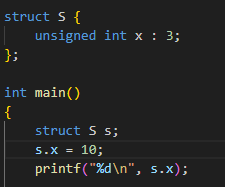 struct S {
    unsigned int x : 3;
};

int main()
{
    struct S s;
    s.x = 10;
    printf("%d\n", s.x);